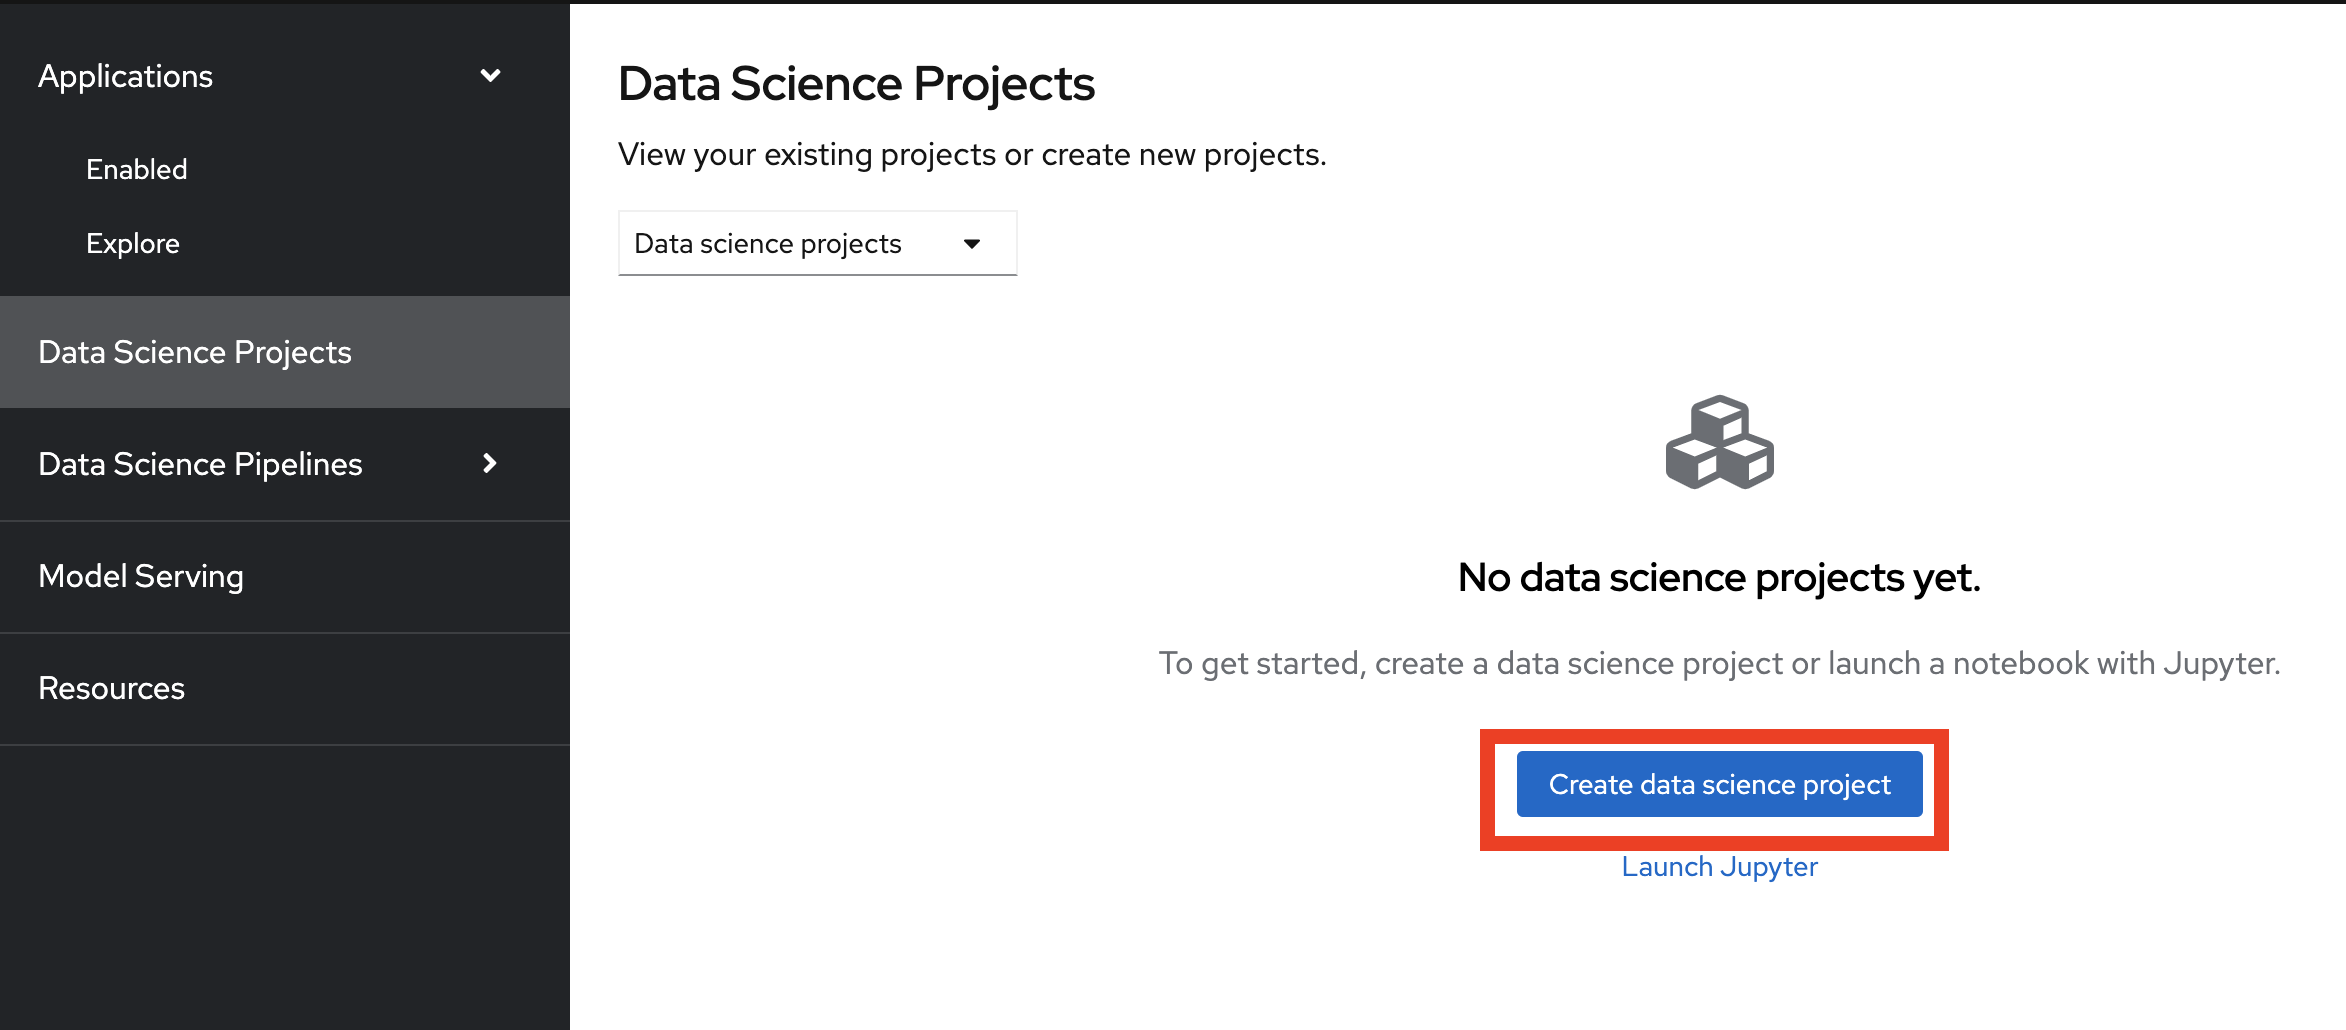 Applications
Enabled
Explore
Data Science Projects
Data Science Pipelines
Model Serving
Resources
Data Science Projects
View your existing projects or create new projects.
Data science projects
No data science projects yet.
To get started, create a data science project or launch a notebook with Jupyter.
Create data science project
Launch Jupyter